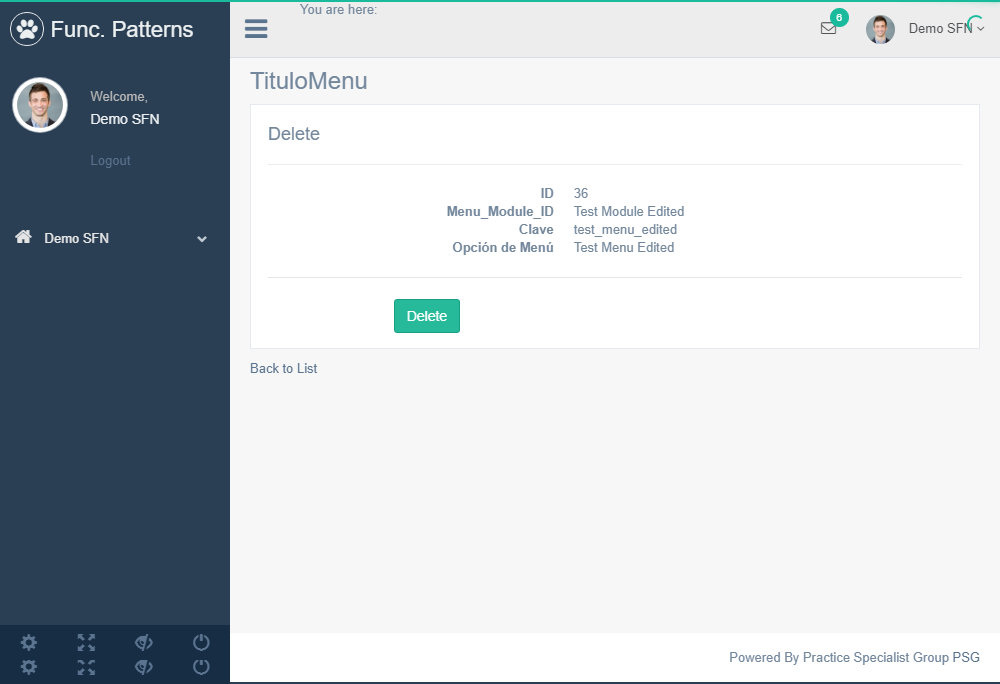 Func. Patterns
You are here:
6
Demo SFN
Welcome,
Demo SFN
Logout
Demo SFN
TituloMenu
Delete
ID 36
Menu_Module_ID Test Module Edited
Clave test_menu_edited
Opción de Menú Test Menu Edited
Delete
Back to List
Powered By Practice Specialist Group PSG